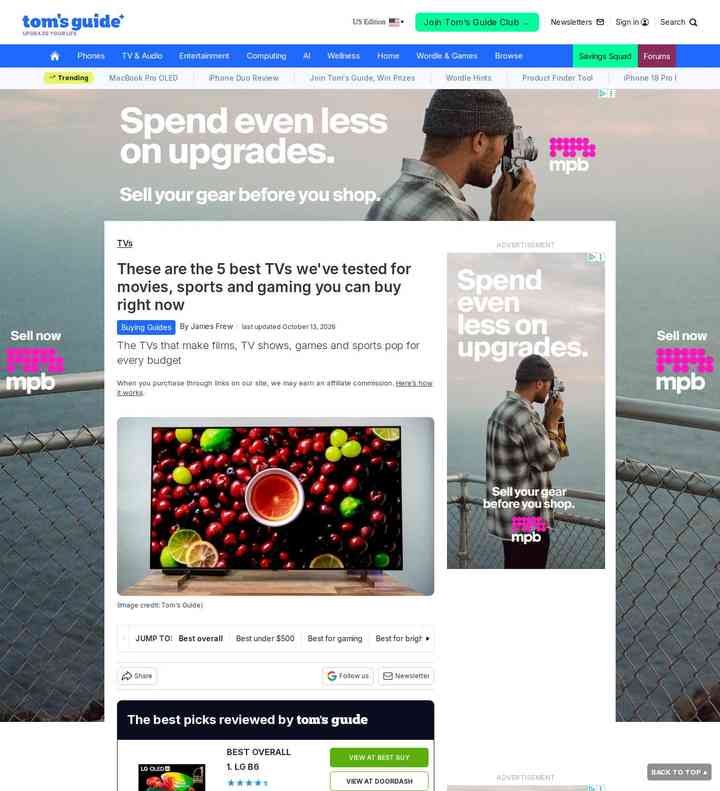 tom's guide
UPGRADE YOUR LIFE
US Edition
Join Tom's Guide Club →
Newsletters
Sign in
Search
Phones
TV & Audio
Entertainment
Computing
AI
Wellness
Home
Wordle & Games
Browse
Savings Squad
Forums
Trending
MacBook Pro OLED
iPhone Duo Review
Join Tom's Guide, Win Prizes
Wordle Hints
Product Finder Tool
iPhone 18 Pro
Spend even less
on upgrades.
Sell your gear before you shop.
mpb
Sell now
mpb
Sell now
mpb
TVs
These are the 5 best TVs we've tested for
movies, sports and gaming you can buy
right now
Buying Guides
By James Frew
last updated October 13, 2026
The TVs that make films, TV shows, games and sports pop for
every budget
When you purchase through links on our site, we may earn an affiliate commission. Here's how
it works.
(Image credit: Tom's Guide)
JUMP TO:
Best overall
Best under $500
Best for gaming
Best for brigh
Share
Follow us
Newsletter
The best picks reviewed by tom's guide
BEST OVERALL
1. LG B6
LG OLED
VIEW AT BEST BUY
VIEW AT DOORDASH
ADVERTISEMENT
Spend
even
less on
upgrades.
Sell your gear
before you shop.
mpb
ADVERTISEMENT
BACK TO TOP ▲